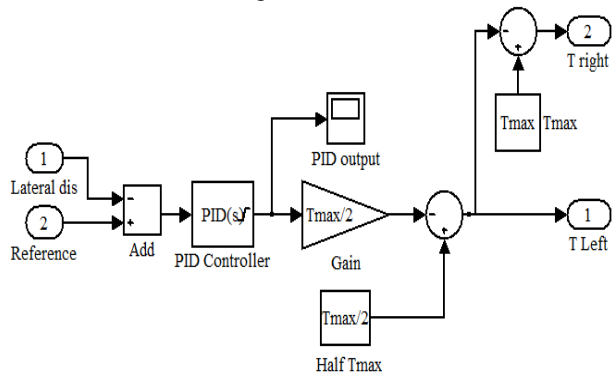 2
T right
Tmax Tmax
PID output
1
Lateral dis
2
Reference
Add
PID(s)
PID Controller
Tmax/2
Gain
1
T Left
Tmax/2
Half Tmax